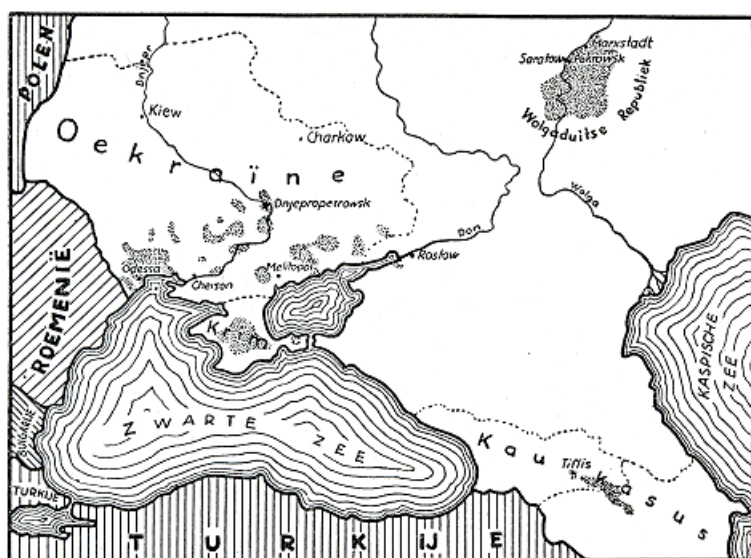 POLEN
Dnjepr
Marxstadt
Saratow
Pokrowsk
Wolgaduitse Republiek
Kiew
Charkow
Oekraïne
Dnjepropetrowsk
Wolga
Don
Odessa
Melitopol
Rostow
Cherson
ROEMENIË
Krim
KASPISCHE
ZEE
ZWARTE
ZEE
Kaukasus
Tiflis
TURKIJE
TURKIJE